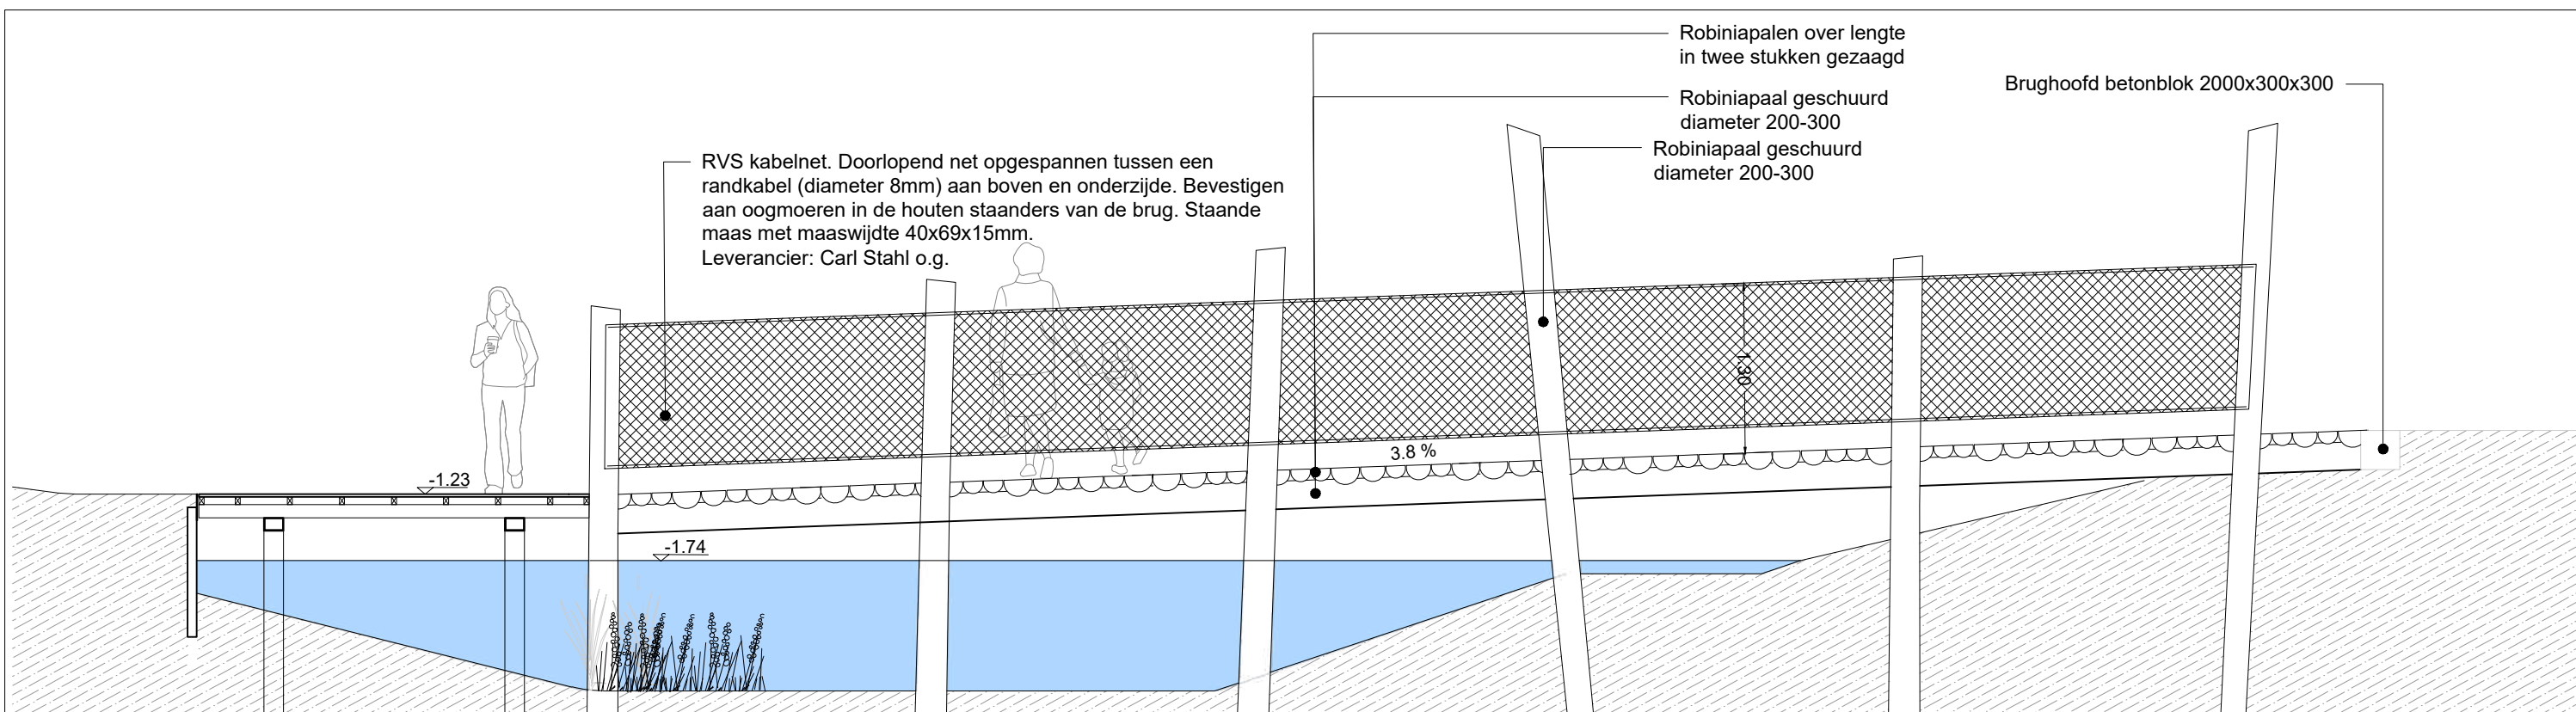 Robiniapalen over lengte
in twee stukken gezaagd
Brughoofd betonblok 2000x300x300
Robiniapaal geschuurd
diameter 200-300
Robiniapaal geschuurd
diameter 200-300
RVS kabelnet. Doorlopend net opgespannen tussen een
randkabel (diameter 8mm) aan boven en onderzijde. Bevestigen
aan oogmoeren in de houten staanders van de brug. Staande
maas met maaswijdte 40x69x15mm.
Leverancier: Carl Stahl o.g.
1.30
3.8 %
-1.23
-1.74